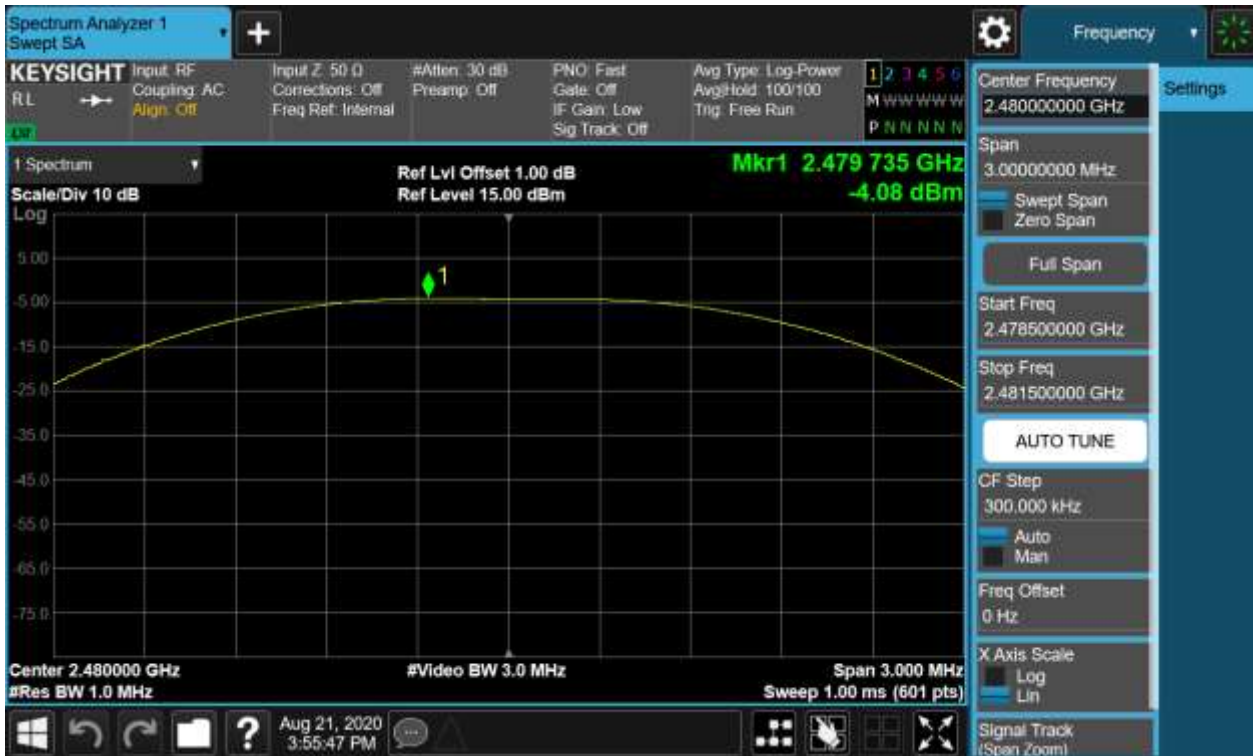 Spectrum Analyzer 1
Swept SA
+
Frequency
KEYSIGHT
RL
Input: RF
Coupling: AC
Align: Off
Input Z: 50 Ω
Corrections: Off
Freq Ref: Internal
#Atten: 30 dB
Preamp: Off
PNO: Fast
Gate: Off
IF Gain: Low
Sig Track: Off
Avg Type: Log-Power
Avg|Hold: 100/100
Trig: Free Run
1 2 3 4 5 6
M W W W W W
P N N N N N
1 Spectrum
Scale/Div 10 dB
Ref Lvl Offset 1.00 dB
Ref Level 15.00 dBm
Mkr1 2.479 735 GHz
-4.08 dBm
Log
1
5.00
-5.00
-15.0
-25.0
-35.0
-45.0
-55.0
-65.0
-75.0
Center 2.480000 GHz
#Res BW 1.0 MHz
#Video BW 3.0 MHz
Span 3.000 MHz
Sweep 1.00 ms (601 pts)
Center Frequency
2.480000000 GHz
Settings
Span
3.00000000 MHz
Swept Span
Zero Span
Full Span
Start Freq
2.478500000 GHz
Stop Freq
2.481500000 GHz
AUTO TUNE
CF Step
300.000 kHz
Auto
Man
Freq Offset
0 Hz
X Axis Scale
Log
Lin
Signal Track
(Span Zoom)
?
Aug 21, 2020
3:55:47 PM